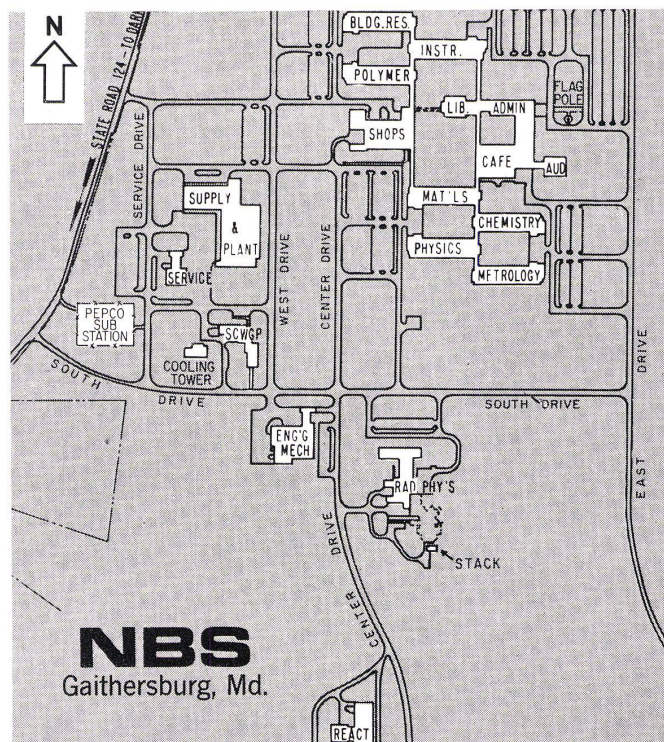 N
STATE ROAD 124-TO DARN
BLDG. RES.
INSTR.
POLYMER
LIB
ADMIN
FLAG
POLE
SHOPS
CAFE
AUD
SERVICE DRIVE
SUPPLY
&
PLANT
MAT'LS
CHEMISTRY
PHYSICS
METROLOGY
SERVICE
WEST DRIVE
CENTER DRIVE
PEPCO
SUB
STATION
SCWGP
COOLING
TOWER
SOUTH DRIVE
SOUTH DRIVE
EAST DRIVE
ENG'G
MECH
RAD PHY'S
STACK
CENTER DRIVE
NBS
Gaithersburg, Md.
REACT